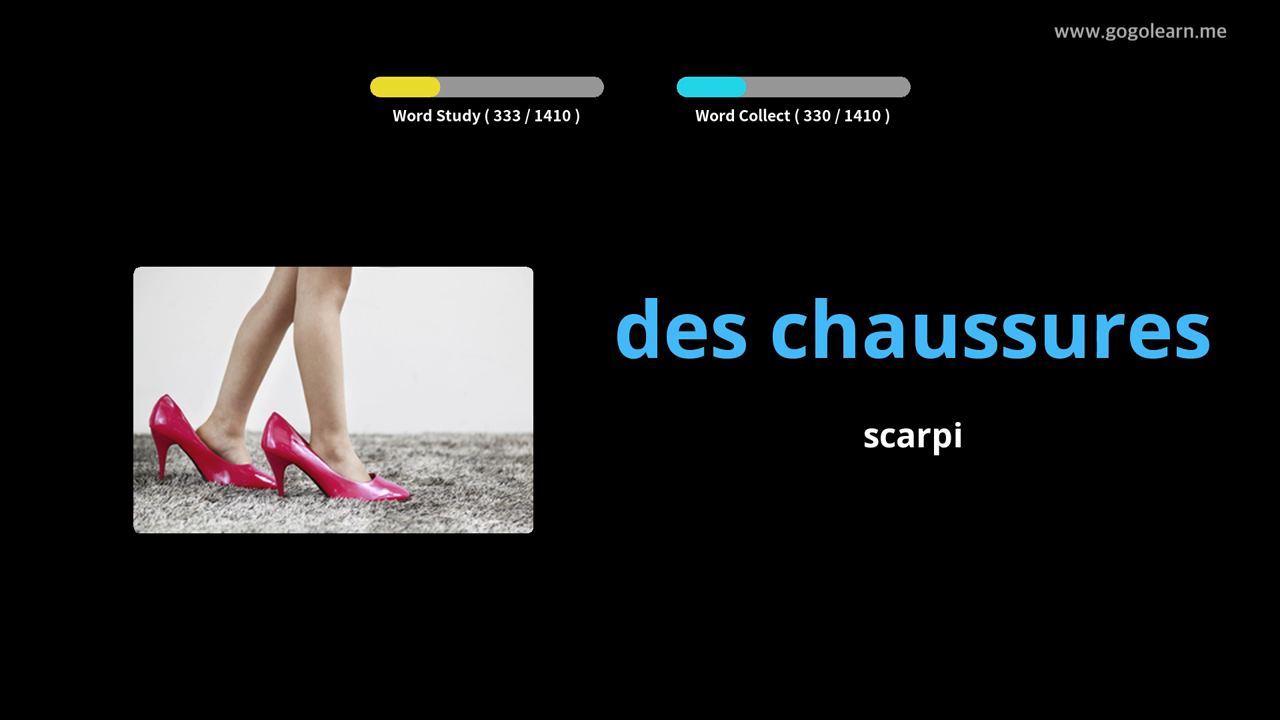 www.gogolearn.me
Word Study ( 333 / 1410 )
Word Collect ( 330 / 1410 )
des chaussures
scarpi